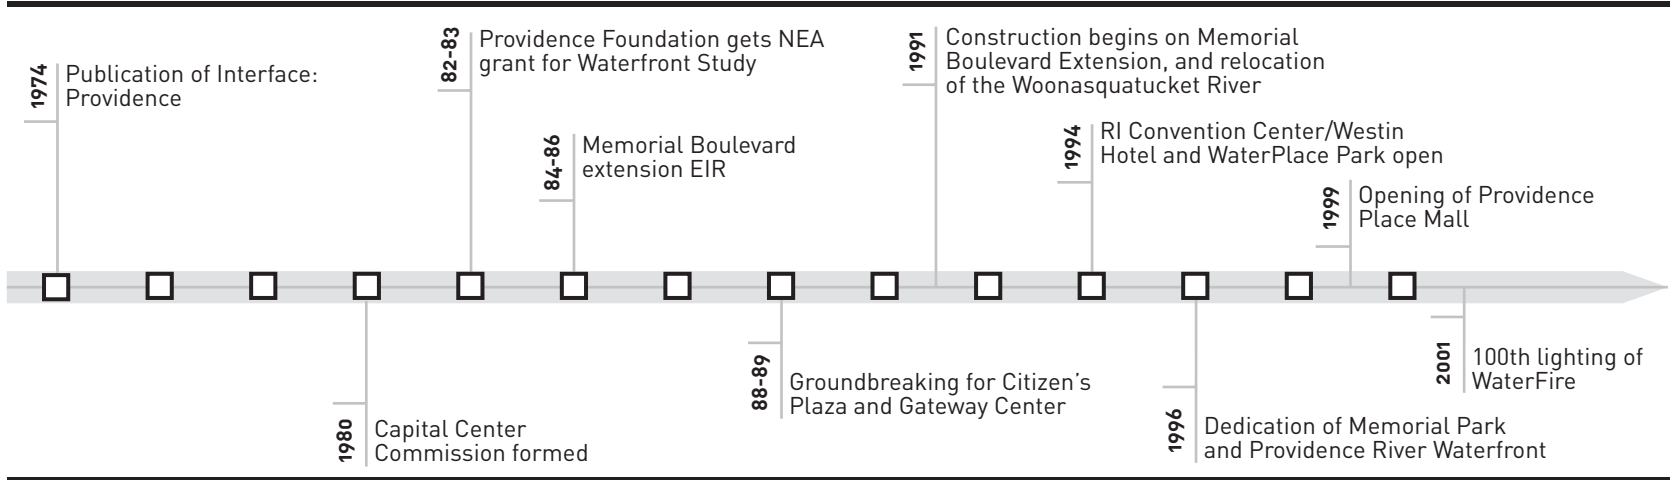 1974
Publication of Interface:
Providence
1980
Capital Center
Commission formed
82-83
Providence Foundation gets NEA
grant for Waterfront Study
84-86
Memorial Boulevard
extension EIR
88-89
Groundbreaking for Citizen’s
Plaza and Gateway Center
1991
Construction begins on Memorial
Boulevard Extension, and relocation
of the Woonasquatucket River
1994
RI Convention Center/Westin
Hotel and WaterPlace Park open
1996
Dedication of Memorial Park
and Providence River Waterfront
1999
Opening of Providence
Place Mall
2001
100th lighting of
WaterFire